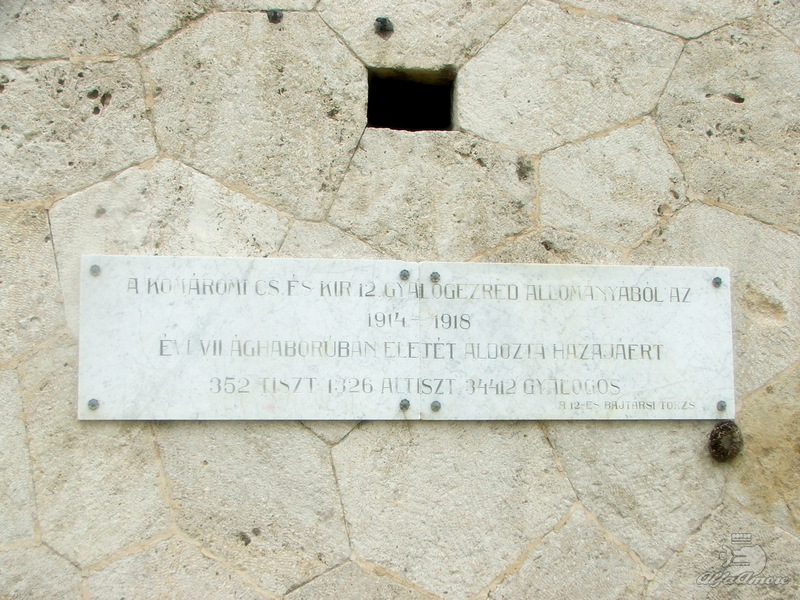 A KOMÁROMI CS. ÉS KIR. 12. GYALOGEZRED ÁLLOMÁNYÁBÓL AZ
1914 - 1918
ÉVI VILÁGHÁBORÚBAN ÉLETÉT ÁLDOZTA HAZÁJÁÉRT
352 TISZT 1326 ALTISZT 34412 GYALOGOS
A 12-ES BAJTÁRSI TÖRZS
AlfaAmore